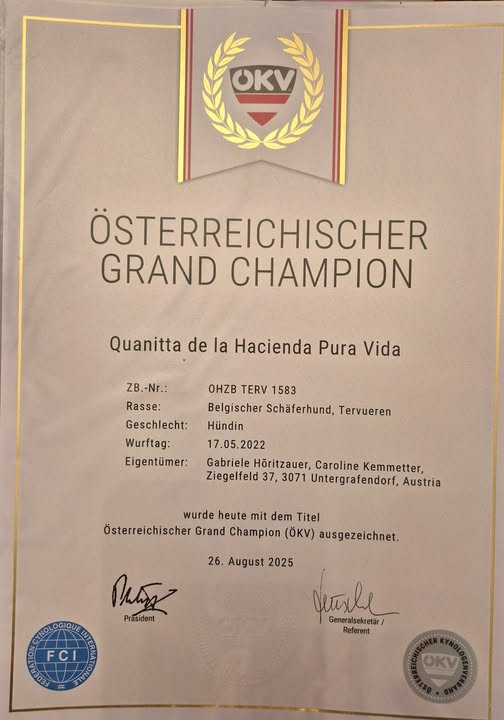 ÖKV
ÖSTERREICHISCHER
GRAND CHAMPION
Quanitta de la Hacienda Pura Vida
ZB.-Nr.: OHZB TERV 1583
Rasse: Belgischer Schäferhund, Tervueren
Geschlecht: Hündin
Wurftag: 17.05.2022
Eigentümer: Gabriele Höritzauer, Caroline Kemmetter,
Ziegelfeld 37, 3071 Untergrafendorf, Austria
wurde heute mit dem Titel
Österreichischer Grand Champion (ÖKV) ausgezeichnet.
26. August 2025
Präsident
Generalsekretär /
Referent
FEDERATION CYNOLOGIQUE INTERNATIONALE
FCI
ÖSTERREICHISCHER KYNOLOGENVERBAND
ÖKV